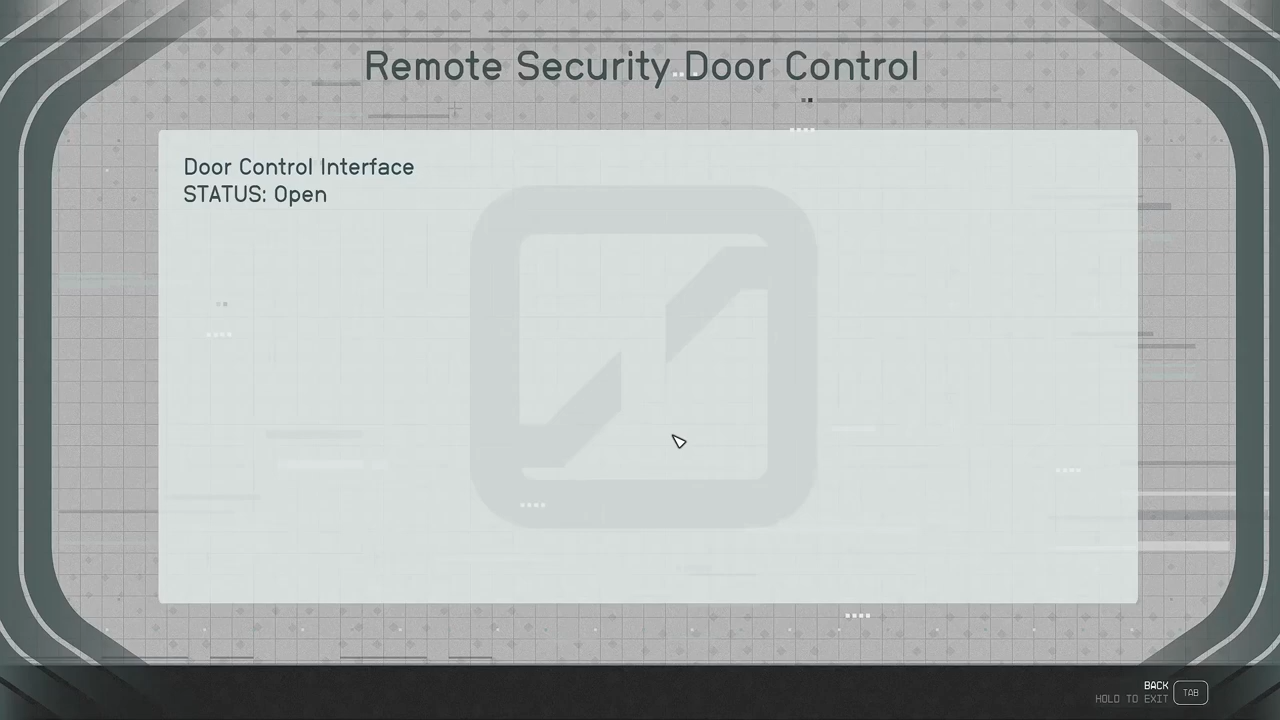 Remote Security Door Control
Door Control Interface
STATUS: Open
BACK
HOLD TO EXIT
TAB